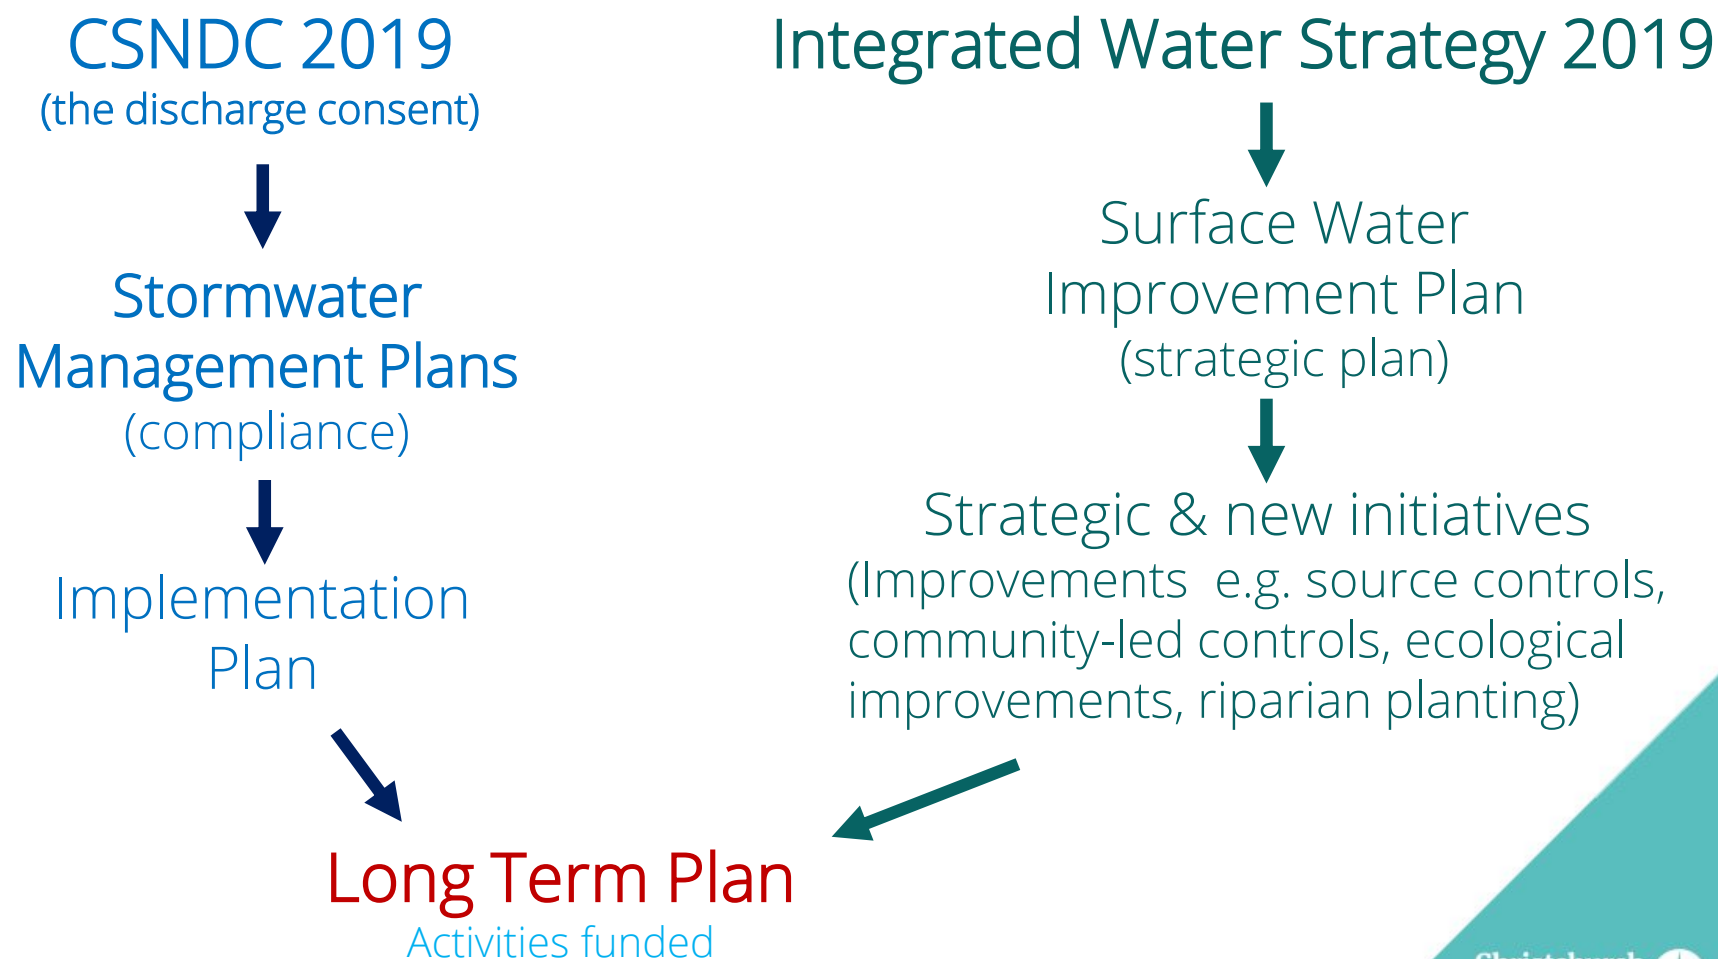 CSNDC 2019
(the discharge consent)
Stormwater
Management Plans
(compliance)
Implementation
Plan
Integrated Water Strategy 2019
Surface Water
Improvement Plan
(strategic plan)
Strategic & new initiatives
(Improvements e.g. source controls,
community-led controls, ecological
improvements, riparian planting)
Long Term Plan
Activities funded